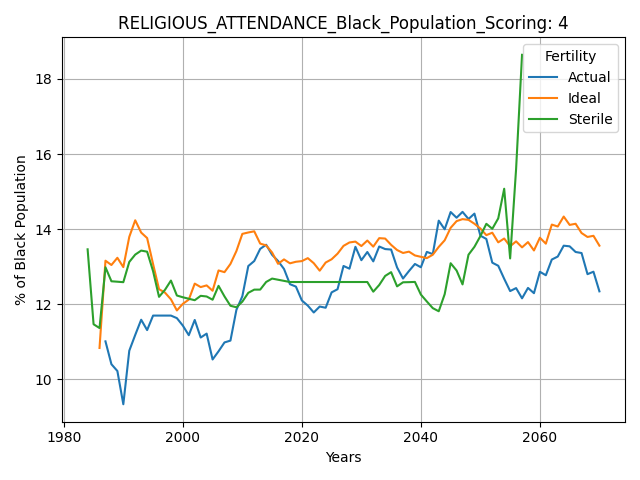 RELIGIOUS_ATTENDANCE_Black_Population_Scoring: 4
Fertility
Actual
Ideal
Sterile
% of Black Population
18
16
14
12
10
1980
2000
2020
2040
2060
Years